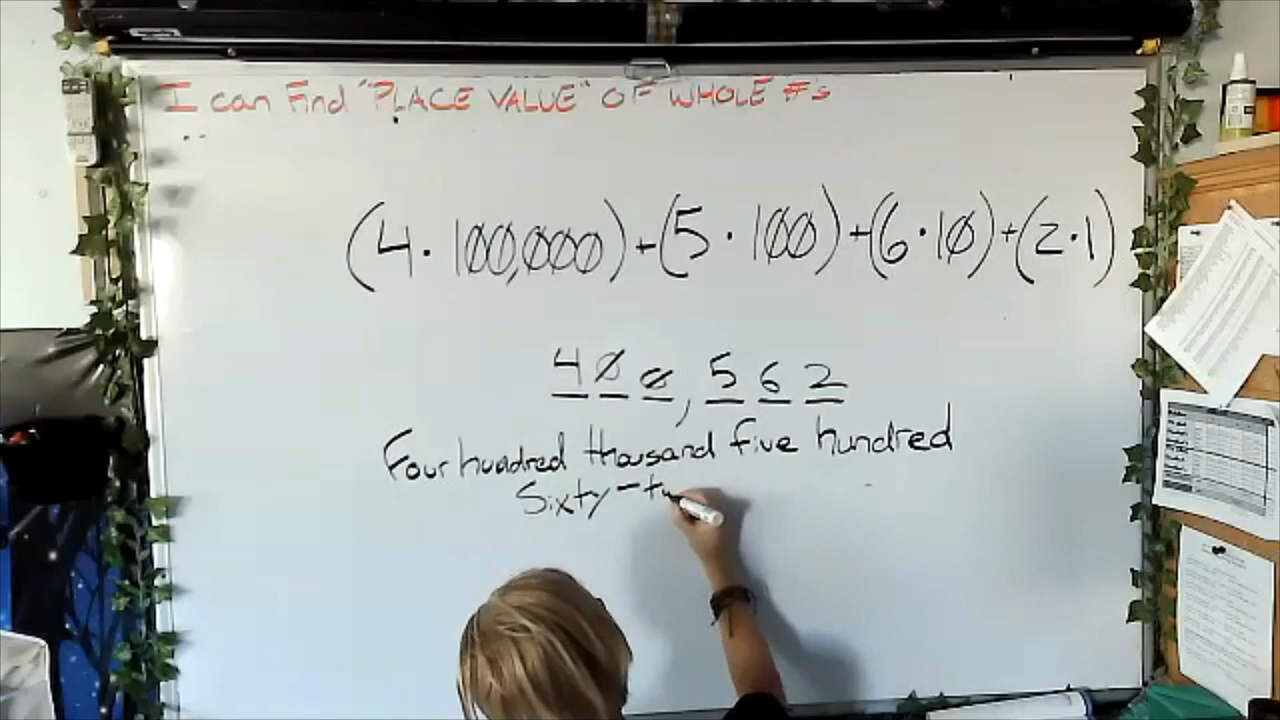 I can Find "PLACE VALUE" OF WHOLE #s
(4 · 100,000) + (5 · 100) + (6 · 10) + (2 · 1)
400,562
Four hundred thousand five hundred
Sixty-tw